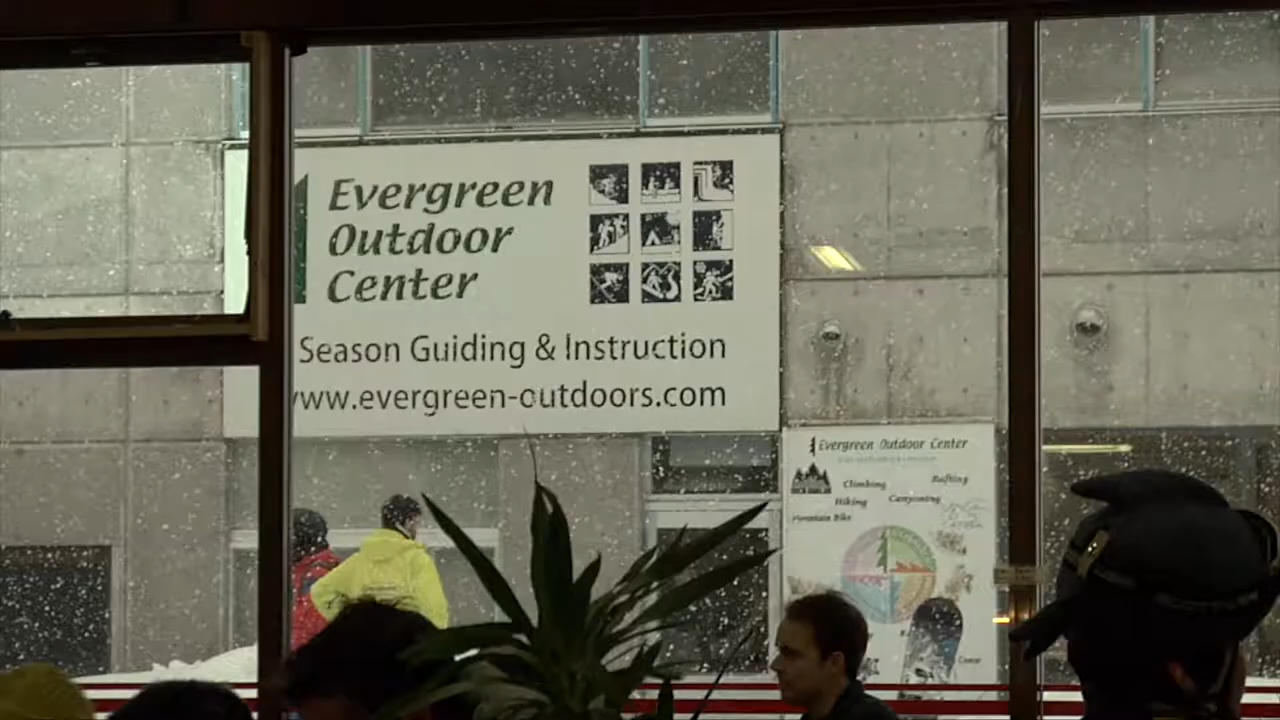 Evergreen
Outdoor
Center
Season Guiding & Instruction
www.evergreen-outdoors.com
Evergreen Outdoor Center
Climbing
Rafting
Hiking
Canyoning
Mountain Bike
Canoe